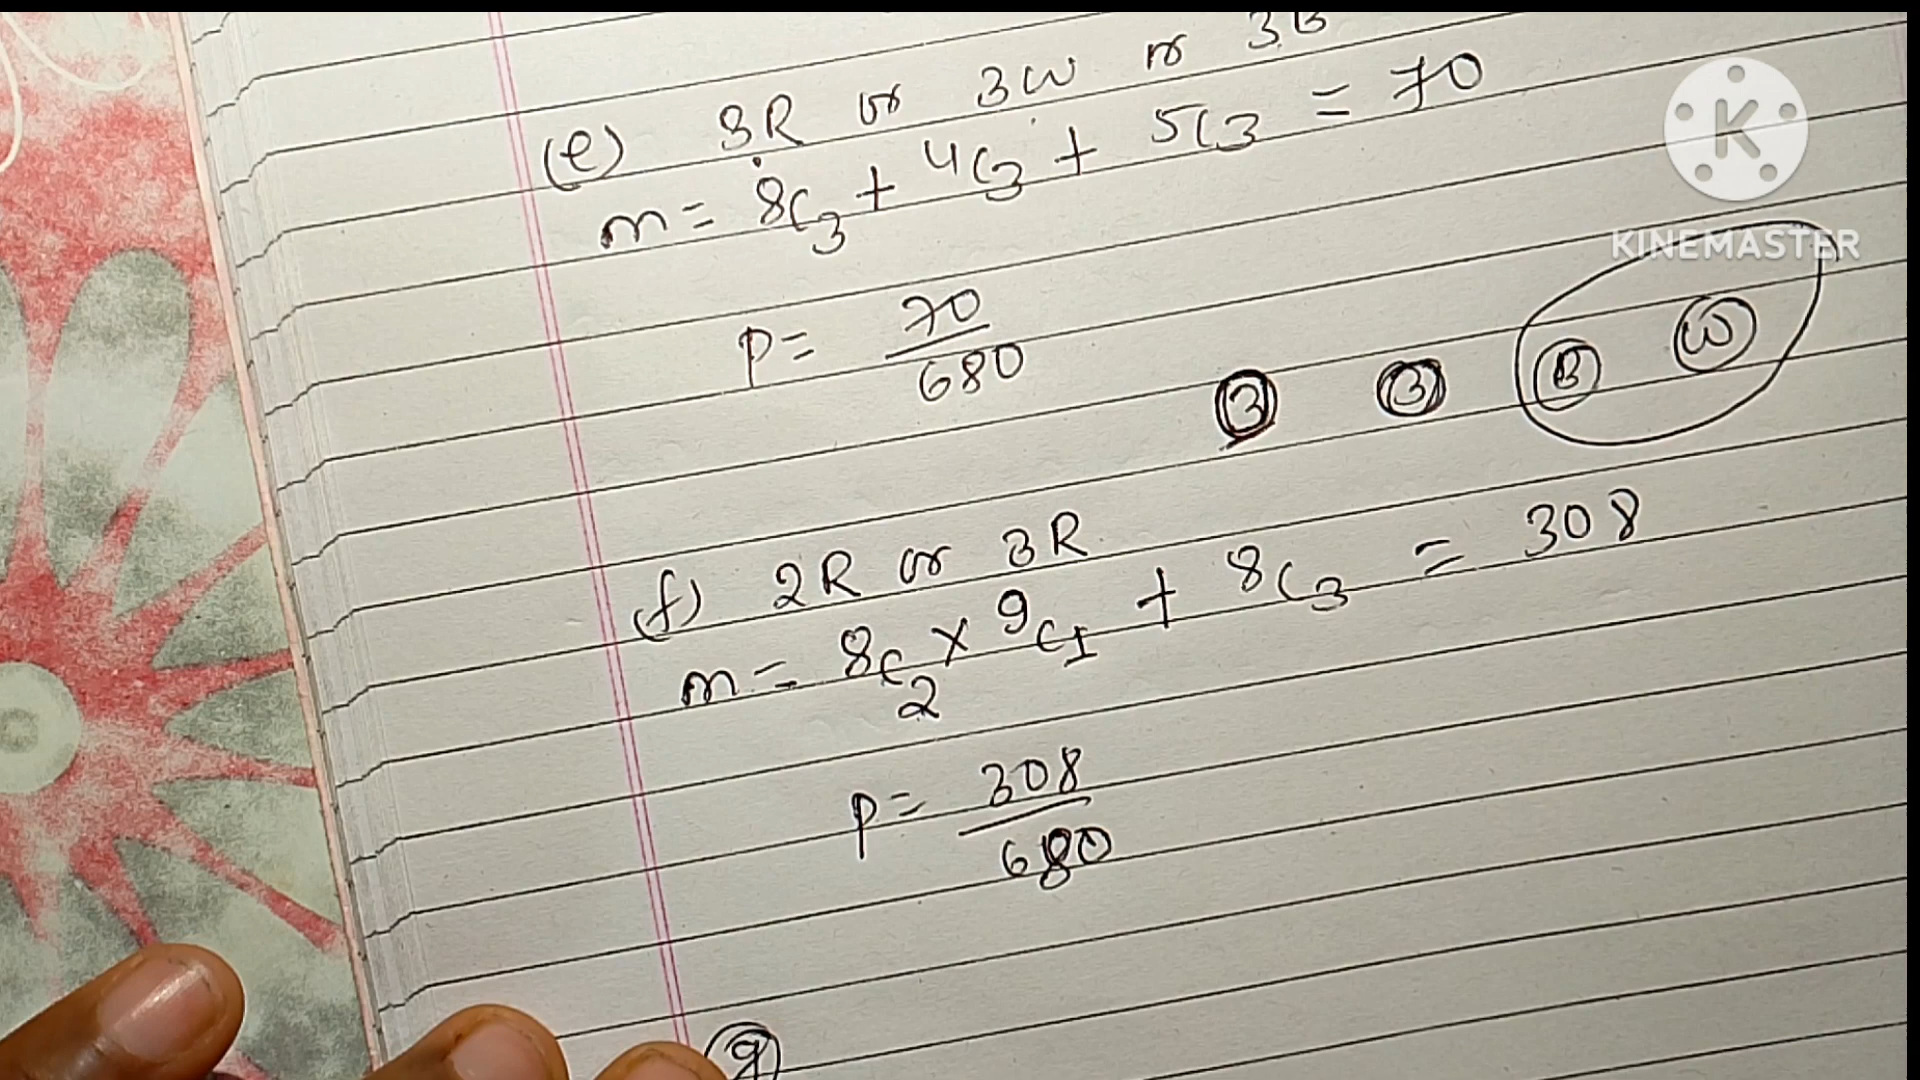 (e) 3R or 3W or 3B
m = 8C3 + 4C3 + 5C3 = 70
P = 70/680
3 3 B W
(f) 2R or 3R
m = 8C2 × 9C1 + 8C3 = 308
P = 308/680
9
K
KINEMASTER